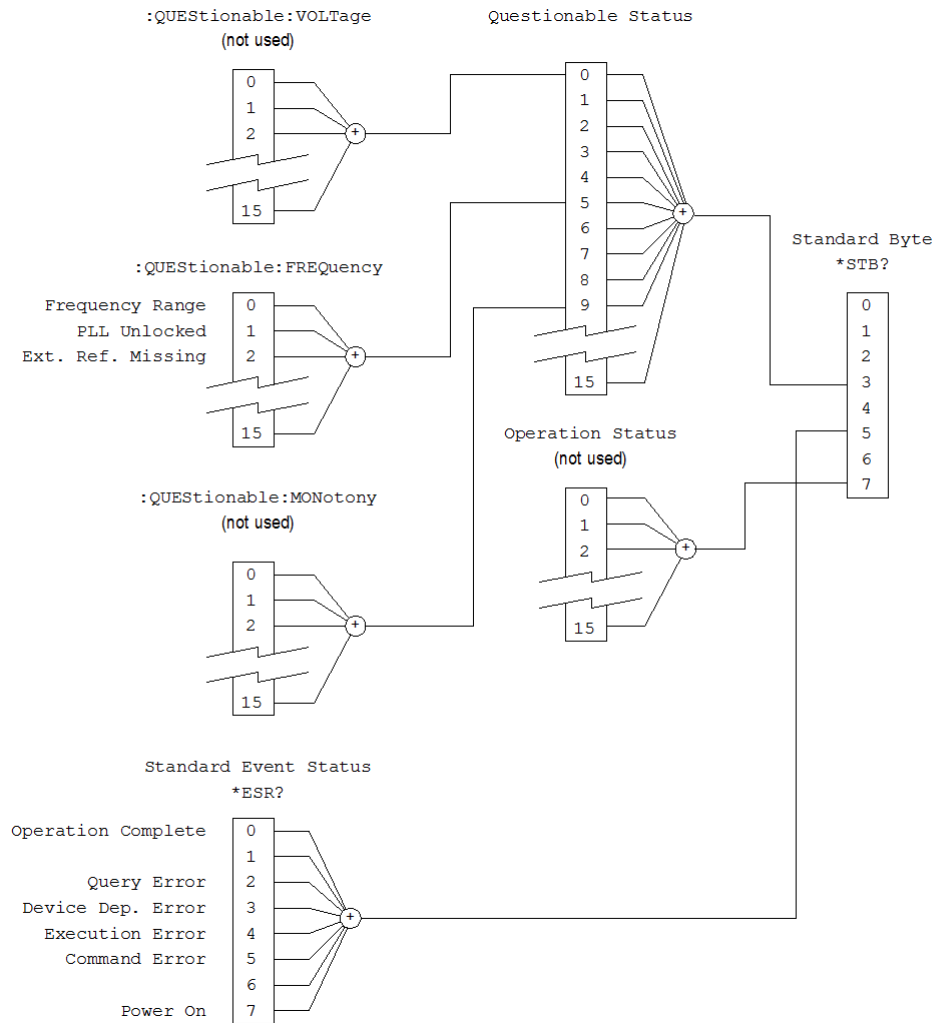 :QUEStionable:VOLTage
(not used)
0
1
2
15
+
Questionable Status
0
1
2
3
4
5
6
7
8
9
15
+
:QUEStionable:FREQuency
Frequency Range 0
PLL Unlocked 1
Ext. Ref. Missing 2
15
+
Standard Byte
*STB?
0
1
2
3
4
5
6
7
Operation Status
(not used)
0
1
2
15
+
:QUEStionable:MONotony
(not used)
0
1
2
15
+
Standard Event Status
*ESR?
Operation Complete 0
1
Query Error 2
Device Dep. Error 3
Execution Error 4
Command Error 5
6
Power On 7
+